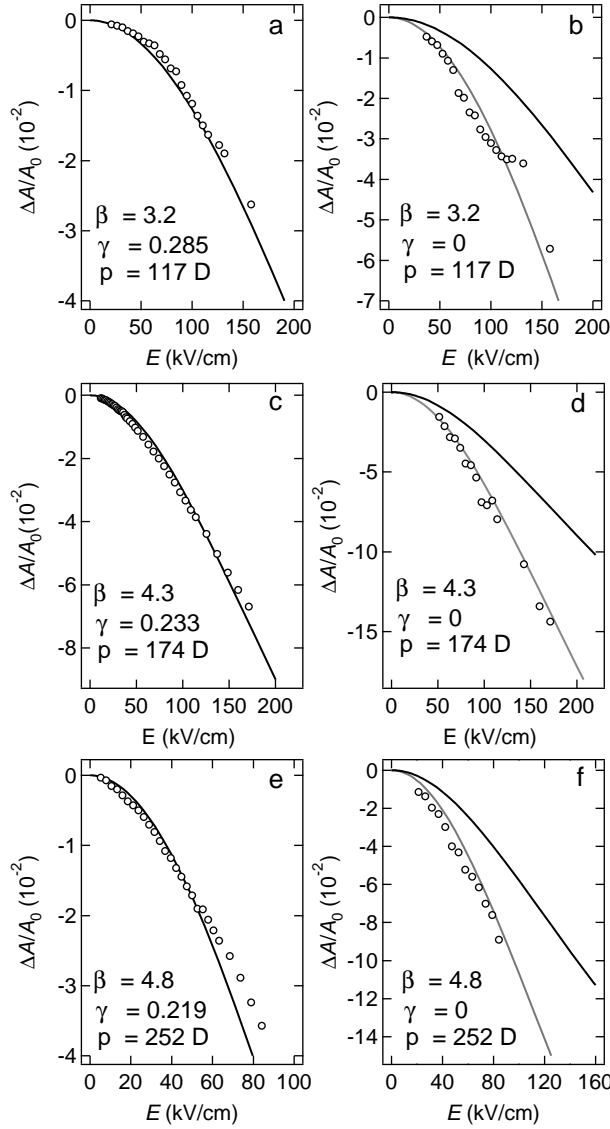 a
0
-1
-2
-3
-4
ΔA/A0 (10-2)
β = 3.2
γ = 0.285
p = 117 D
0 50 100 150 200
E (kV/cm)
b
0
-1
-2
-3
-4
-5
-6
-7
ΔA/A0 (10-2)
β = 3.2
γ = 0
p = 117 D
0 50 100 150 200
E (kV/cm)
c
0
-2
-4
-6
-8
ΔA/A0(10-2)
β = 4.3
γ = 0.233
p = 174 D
0 50 100 150 200
E (kV/cm)
d
0
-5
-10
-15
ΔA/A0 (10-2)
β = 4.3
γ = 0
p = 174 D
0 50 100 150 200
E (kV/cm)
e
0
-1
-2
-3
-4
ΔA/A0 (10-2)
β = 4.8
γ = 0.219
p = 252 D
0 20 40 60 80 100
E (kV/cm)
f
0
-2
-4
-6
-8
-10
-12
-14
ΔA/A0 (10-2)
β = 4.8
γ = 0
p = 252 D
0 40 80 120 160
E (kV/cm)